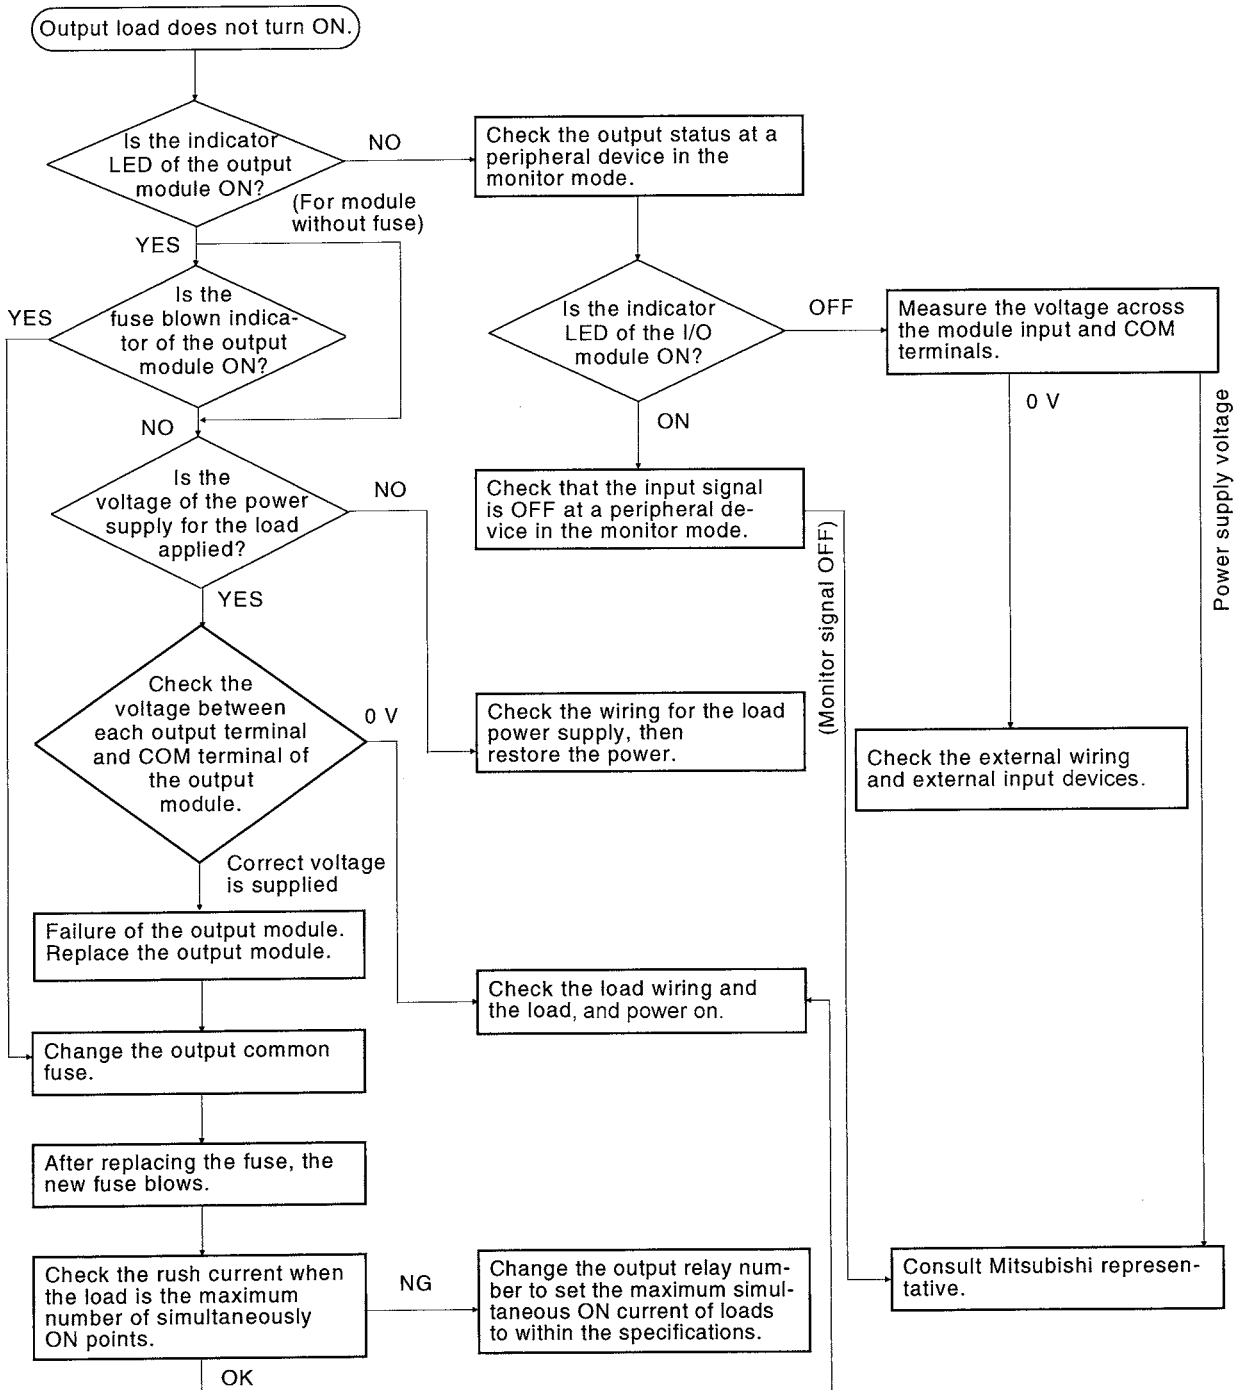 Output load does not turn ON.
Is the indicator
LED of the output
module ON?
NO
Check the output status at a
peripheral device in the
monitor mode.
(For module
without fuse)
YES
Is the
fuse blown indica-
tor of the output
module ON?
YES
NO
Is the indicator
LED of the I/O
module ON?
OFF
Measure the voltage across
the module input and COM
terminals.
0 V
Power supply voltage
ON
Is the
voltage of the power
supply for the load
applied?
NO
Check that the input signal
is OFF at a peripheral de-
vice in the monitor mode.
(Monitor signal OFF)
YES
Check the
voltage between
each output terminal
and COM terminal of
the output
module.
0 V
Check the wiring for the load
power supply, then
restore the power.
Check the external wiring
and external input devices.
Correct voltage
is supplied
Failure of the output module.
Replace the output module.
Check the load wiring and
the load, and power on.
Change the output common
fuse.
After replacing the fuse, the
new fuse blows.
Check the rush current when
the load is the maximum
number of simultaneously
ON points.
NG
Change the output relay num-
ber to set the maximum simul-
taneous ON current of loads
to within the specifications.
Consult Mitsubishi represen-
tative.
OK